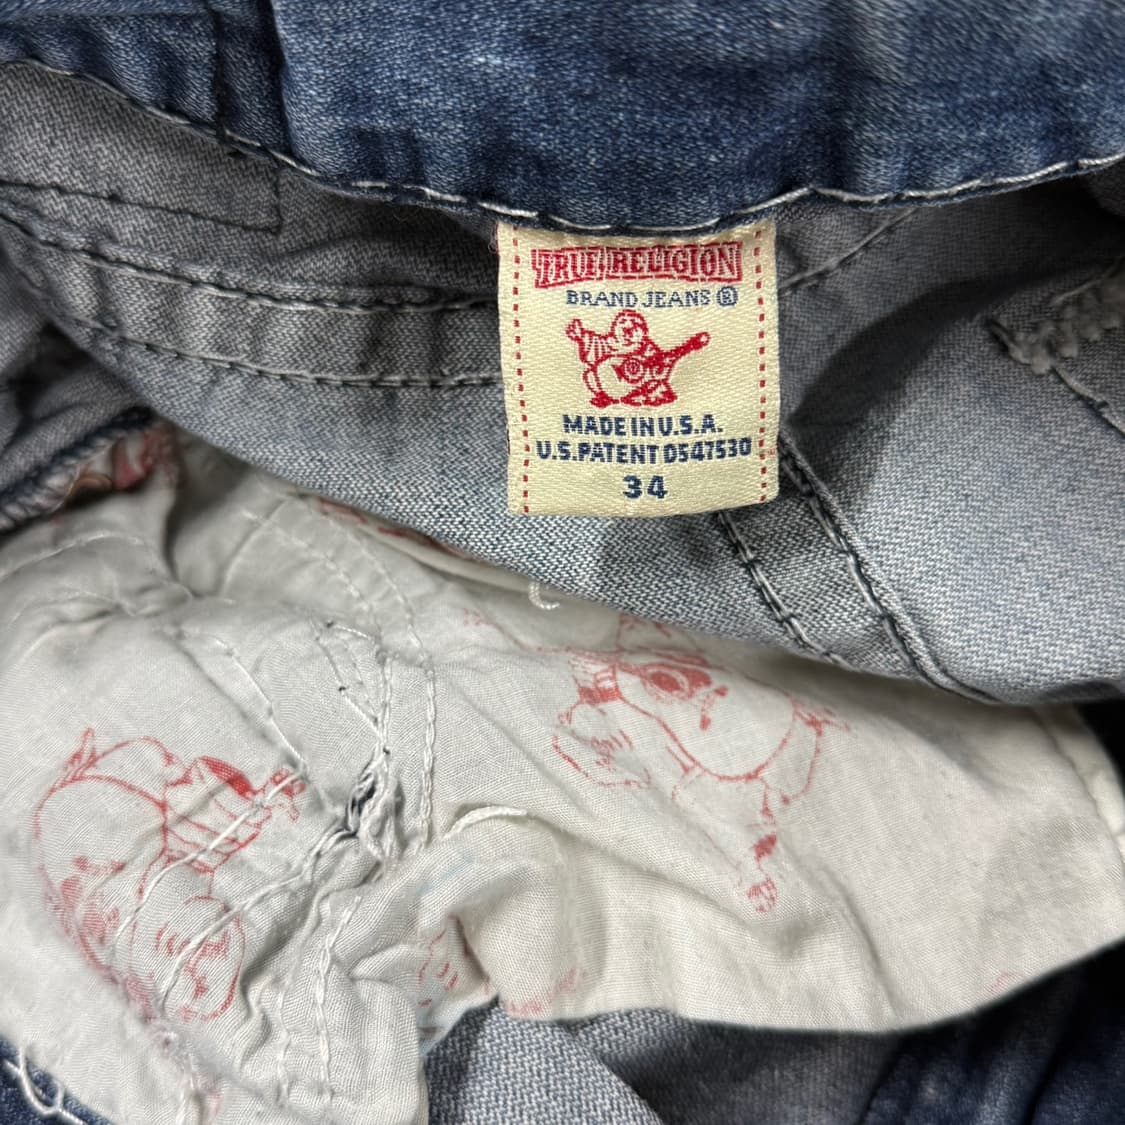 TRUE RELIGION
BRAND JEANS ®
MADE IN U.S.A.
U.S.PATENT D547530
34